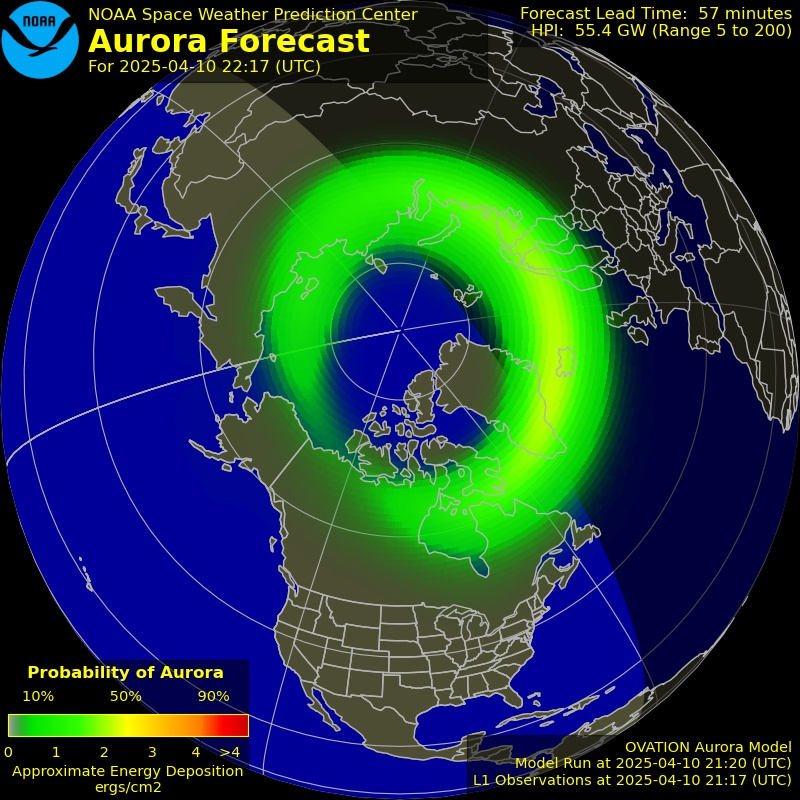 NOAA
NOAA Space Weather Prediction Center
Aurora Forecast
For 2025-04-10 22:17 (UTC)
Forecast Lead Time: 57 minutes
HPI: 55.4 GW (Range 5 to 200)
Probability of Aurora
10% 50% 90%
0 1 2 3 4 >4
Approximate Energy Deposition
ergs/cm2
OVATION Aurora Model
Model Run at 2025-04-10 21:20 (UTC)
L1 Observations at 2025-04-10 21:17 (UTC)